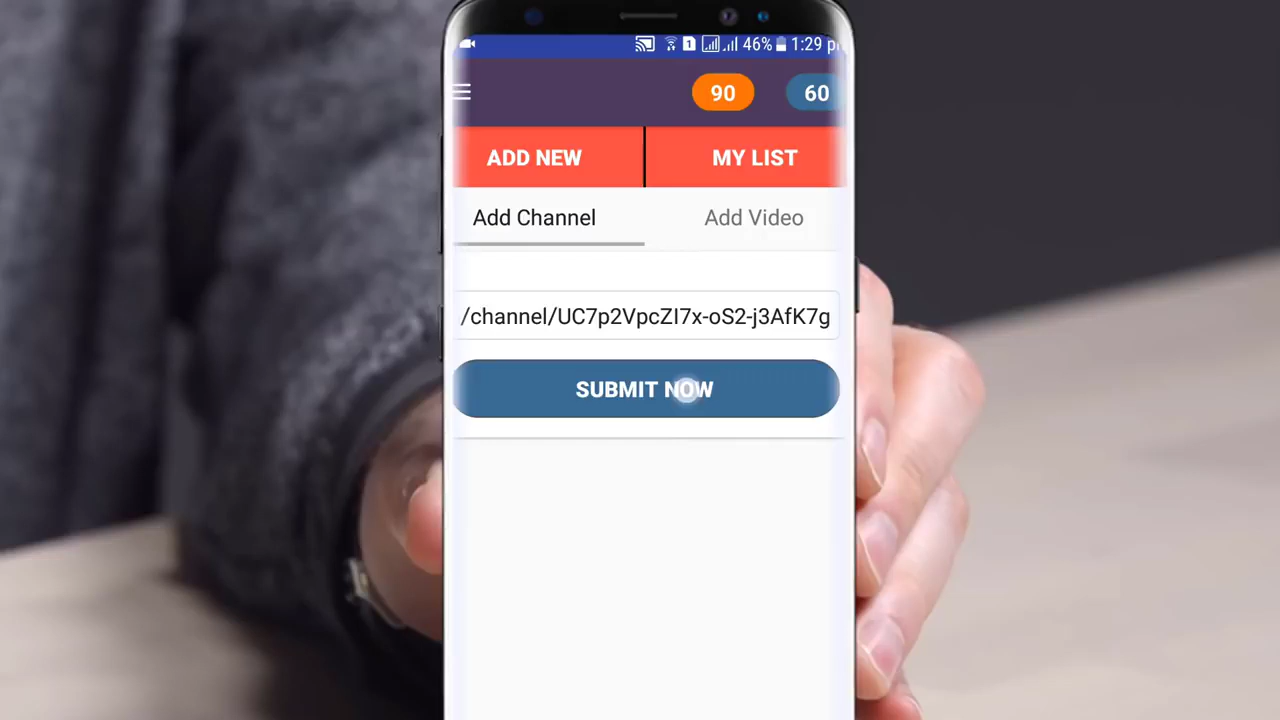 46% 1:29 p
90 60
ADD NEW MY LIST
Add Channel Add Video
/channel/UC7p2VpcZI7x-oS2-j3AfK7g
SUBMIT NOW